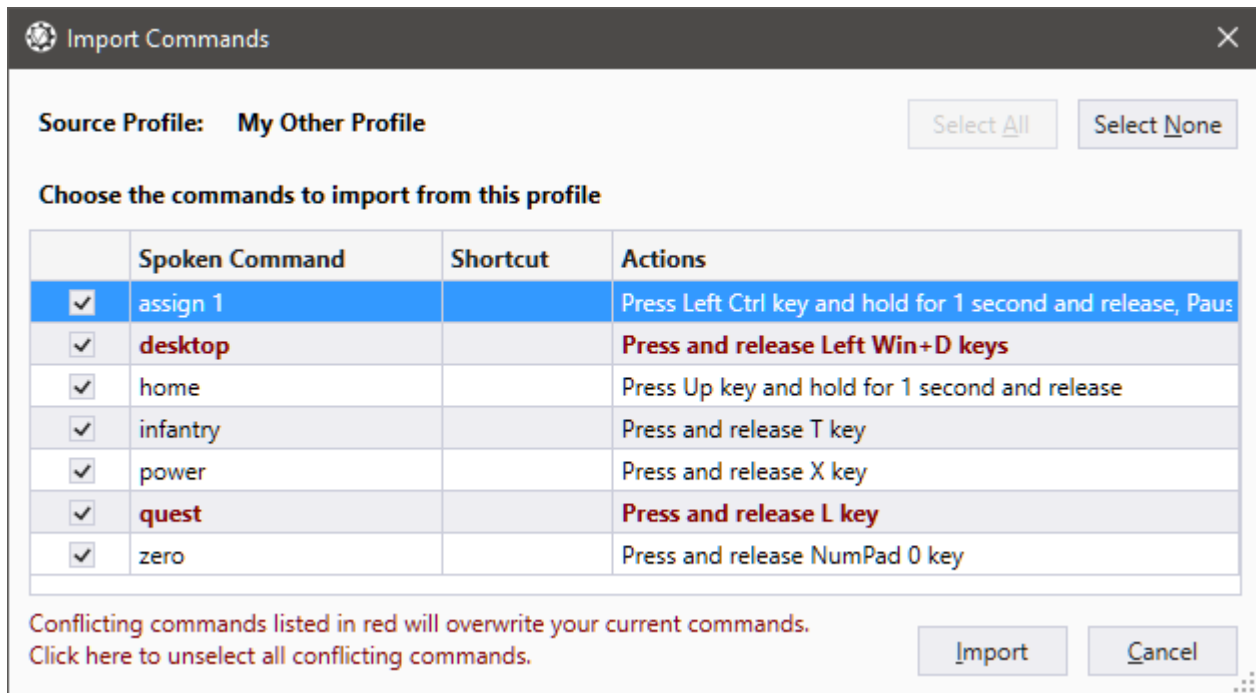 Import Commands
Source Profile: My Other Profile Select All Select None
Choose the commands to import from this profile
Spoken Command Shortcut Actions
assign 1 Press Left Ctrl key and hold for 1 second and release, Paus
desktop Press and release Left Win+D keys
home Press Up key and hold for 1 second and release
infantry Press and release T key
power Press and release X key
quest Press and release L key
zero Press and release NumPad 0 key
Conflicting commands listed in red will overwrite your current commands.
Click here to unselect all conflicting commands.
Import Cancel